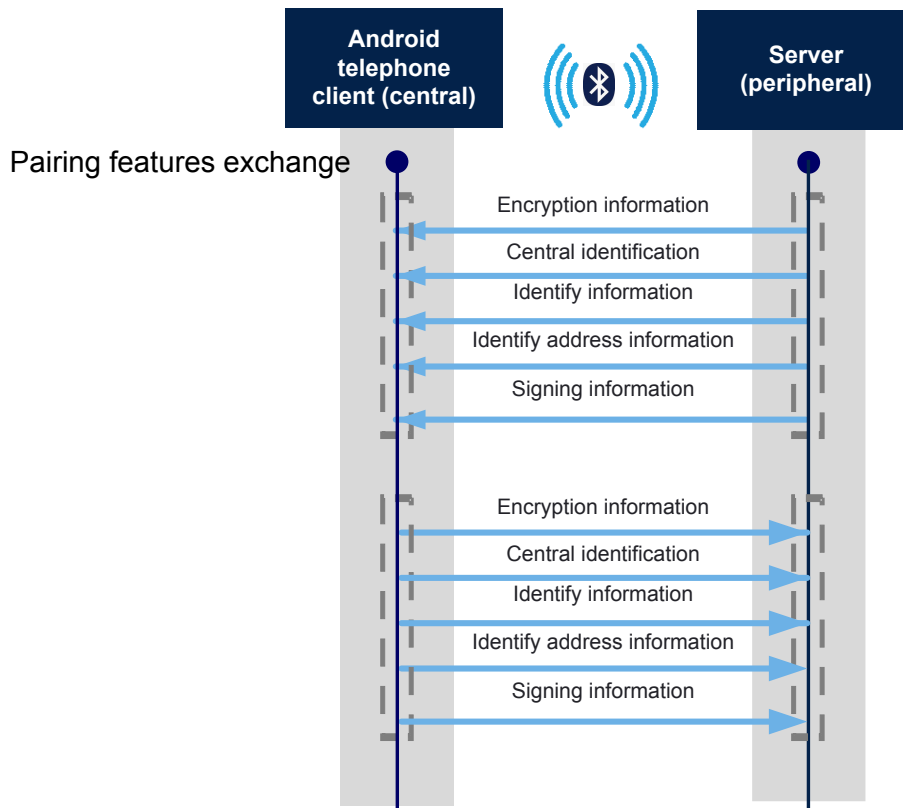 Android
telephone
client (central)
Server
(peripheral)
Pairing features exchange
Encryption information
Central identification
Identify information
Identify address information
Signing information
Encryption information
Central identification
Identify information
Identify address information
Signing information